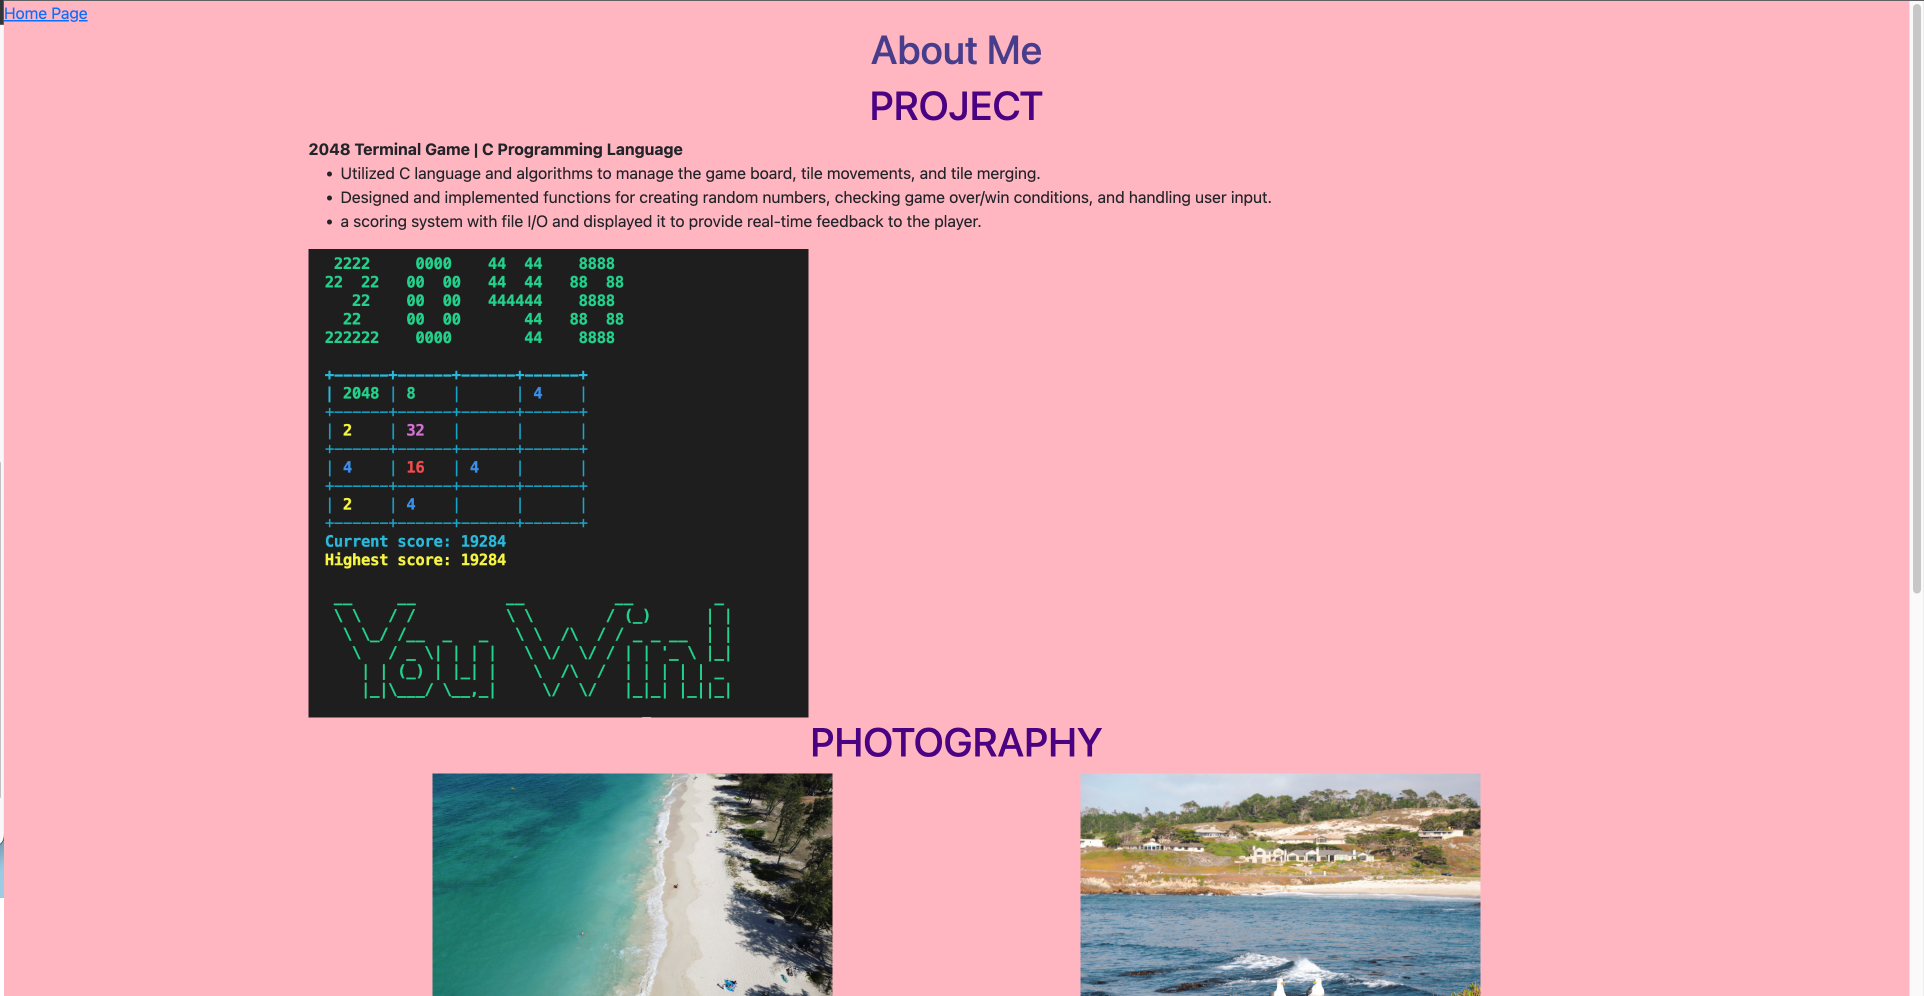 Home Page
About Me
PROJECT
2048 Terminal Game | C Programming Language
• Utilized C language and algorithms to manage the game board, tile movements, and tile merging.
• Designed and implemented functions for creating random numbers, checking game over/win conditions, and handling user input.
• a scoring system with file I/O and displayed it to provide real-time feedback to the player.
2222 0000 44 44 8888
22 22 00 00 44 44 88 88
22 00 00 444444 8888
22 00 00 44 88 88
222222 0000 44 8888
| 2048 | 8 | | 4 |
| 2 | 32 | | |
| 4 | 16 | 4 | |
| 2 | 4 | | |
Current score: 19284
Highest score: 19284
You Win!
PHOTOGRAPHY